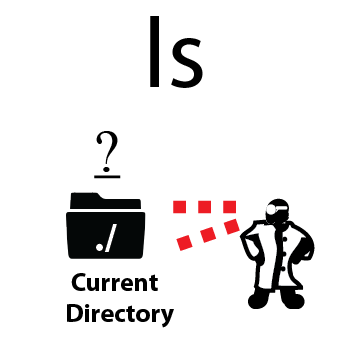 ls
?
./
Current
Directory